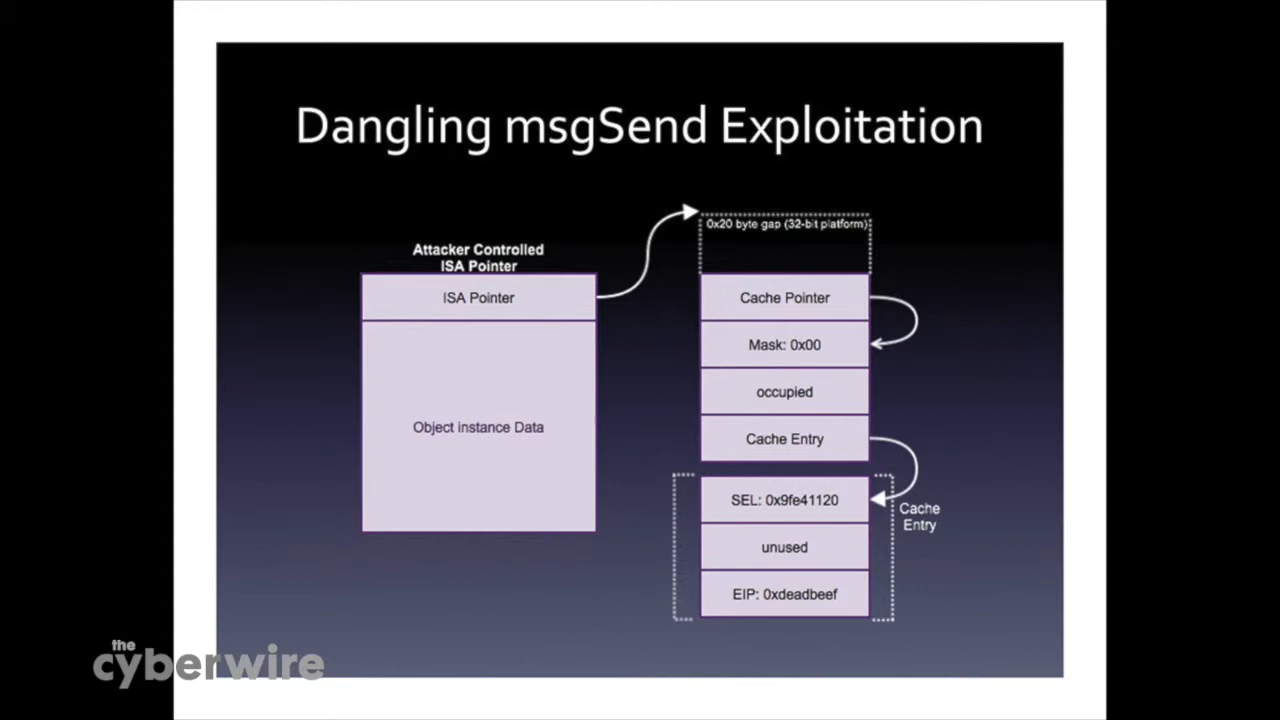 Dangling msgSend Exploitation
Attacker Controlled
ISA Pointer
ISA Pointer
Object instance Data
0x20 byte gap (32-bit platform)
Cache Pointer
Mask: 0x00
occupied
Cache Entry
SEL: 0x9fe41120
unused
EIP: 0xdeadbeef
Cache
Entry
the
cyberwire